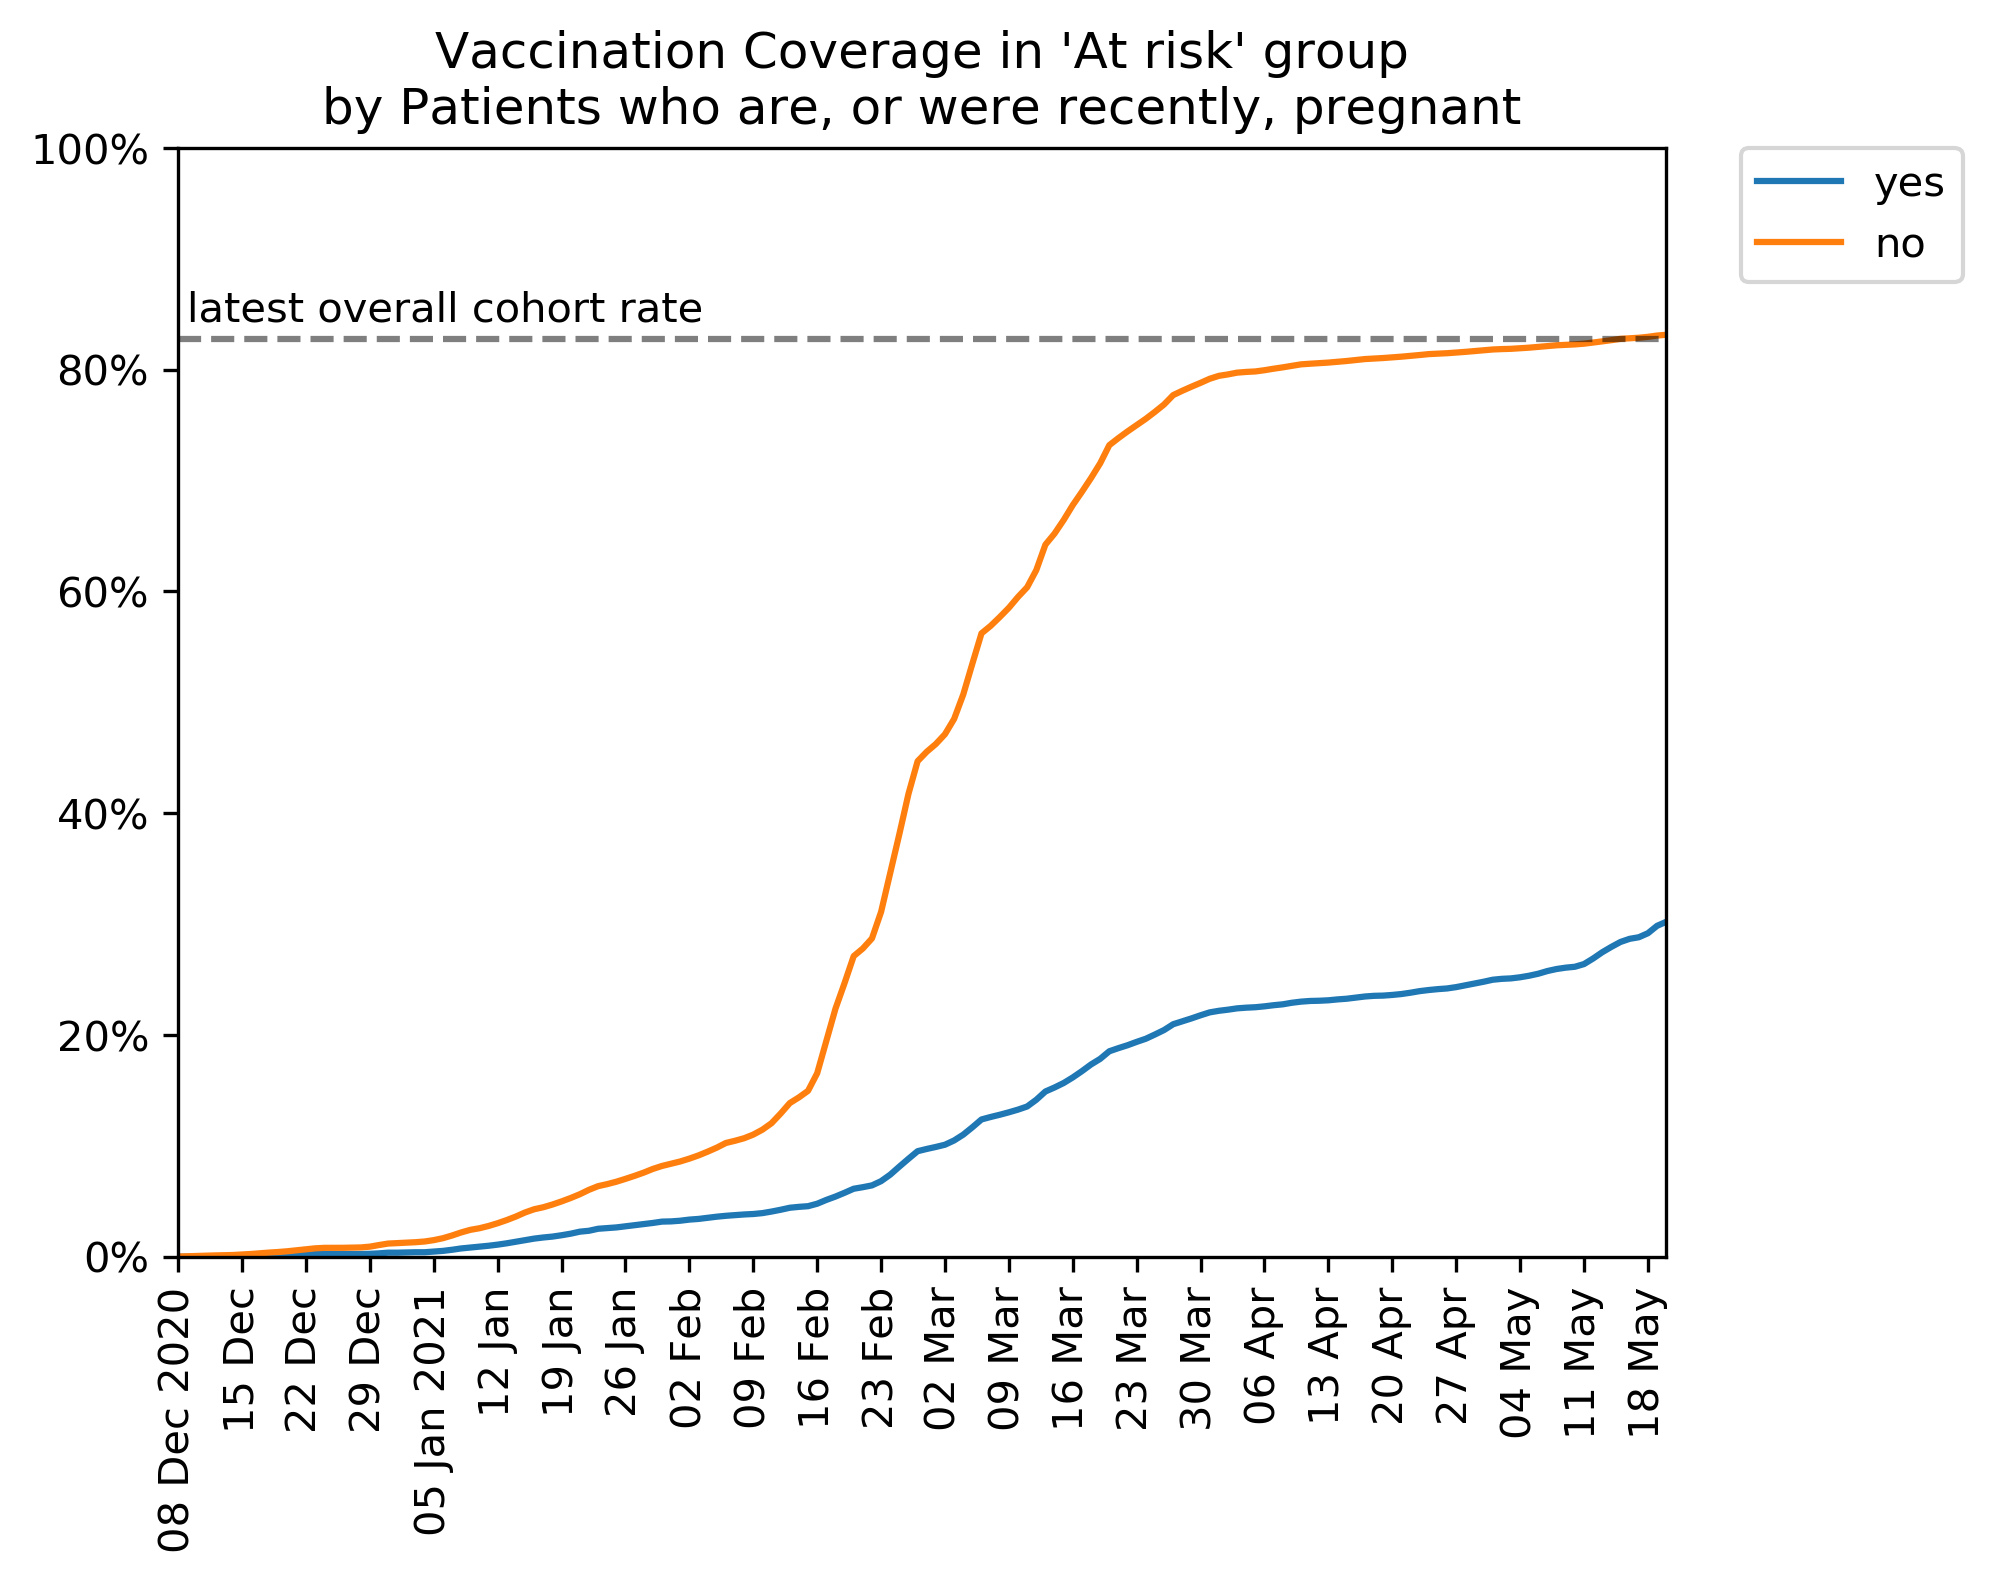 Vaccination Coverage in 'At risk' group
by Patients who are, or were recently, pregnant
100%
80%
60%
40%
20%
0%
latest overall cohort rate
yes
no
08 Dec 2020
15 Dec
22 Dec
29 Dec
05 Jan 2021
12 Jan
19 Jan
26 Jan
02 Feb
09 Feb
16 Feb
23 Feb
02 Mar
09 Mar
16 Mar
23 Mar
30 Mar
06 Apr
13 Apr
20 Apr
27 Apr
04 May
11 May
18 May